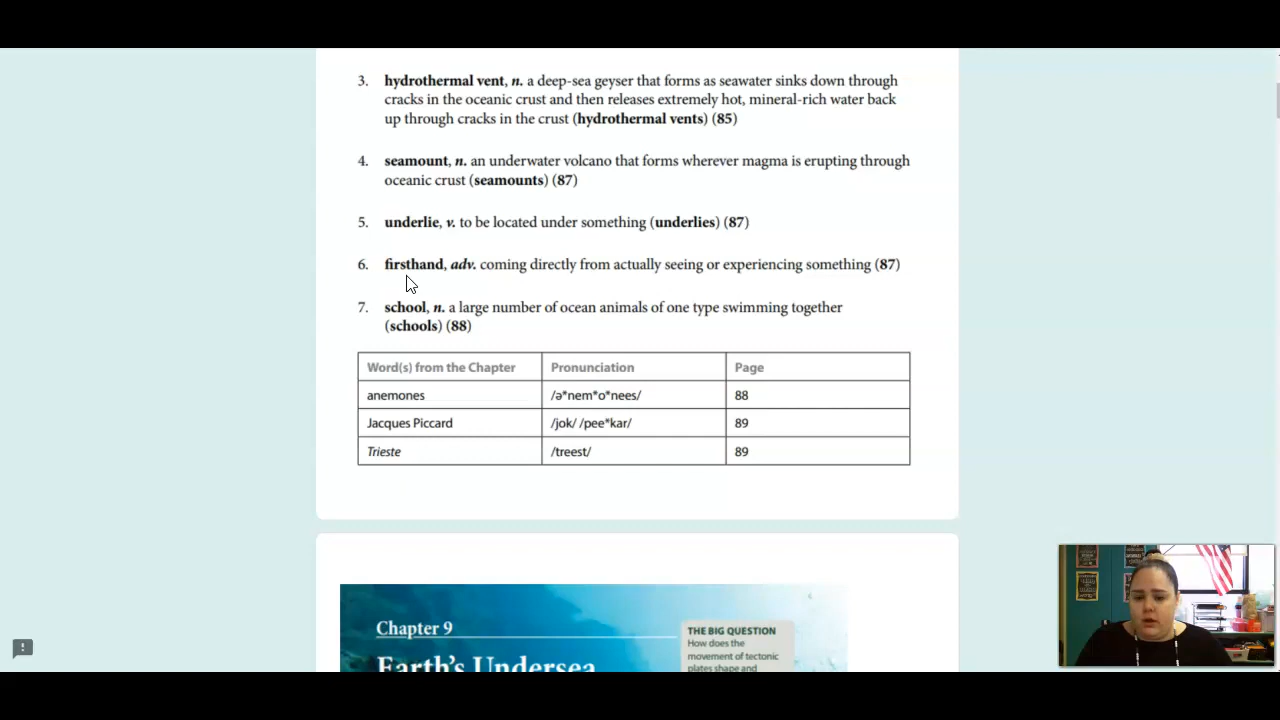 3. hydrothermal vent, n. a deep-sea geyser that forms as seawater sinks down through
cracks in the oceanic crust and then releases extremely hot, mineral-rich water back
up through cracks in the crust (hydrothermal vents) (85)
4. seamount, n. an underwater volcano that forms wherever magma is erupting through
oceanic crust (seamounts) (87)
5. underlie, v. to be located under something (underlies) (87)
6. firsthand, adv. coming directly from actually seeing or experiencing something (87)
7. school, n. a large number of ocean animals of one type swimming together
(schools) (88)
Word(s) from the Chapter Pronunciation Page
anemones /ə*nem*o*nees/ 88
Jacques Piccard /jok/ /pee*kar/ 89
Trieste /treest/ 89
Chapter 9
Earth's Undersea
THE BIG QUESTION
How does the
movement of tectonic
plates shape and